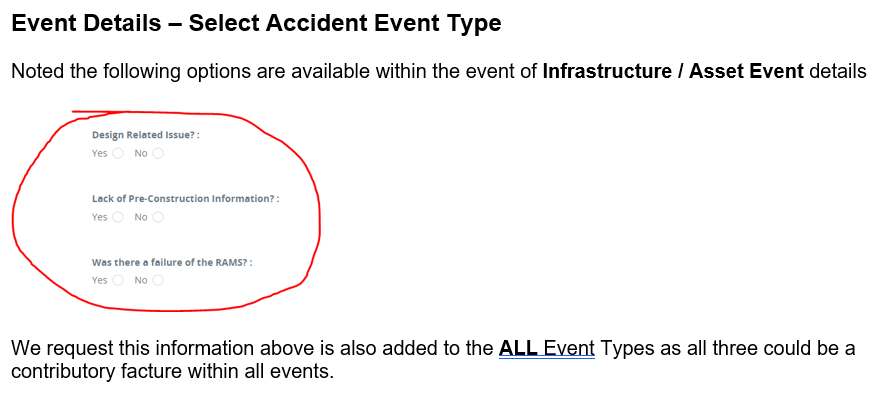 Event Details – Select Accident Event Type
Noted the following options are available within the event of Infrastructure / Asset Event details
Design Related Issue? :
Yes No
Lack of Pre-Construction Information? :
Yes No
Was there a failure of the RAMS? :
Yes No
We request this information above is also added to the ALL Event Types as all three could be a
contributory facture within all events.